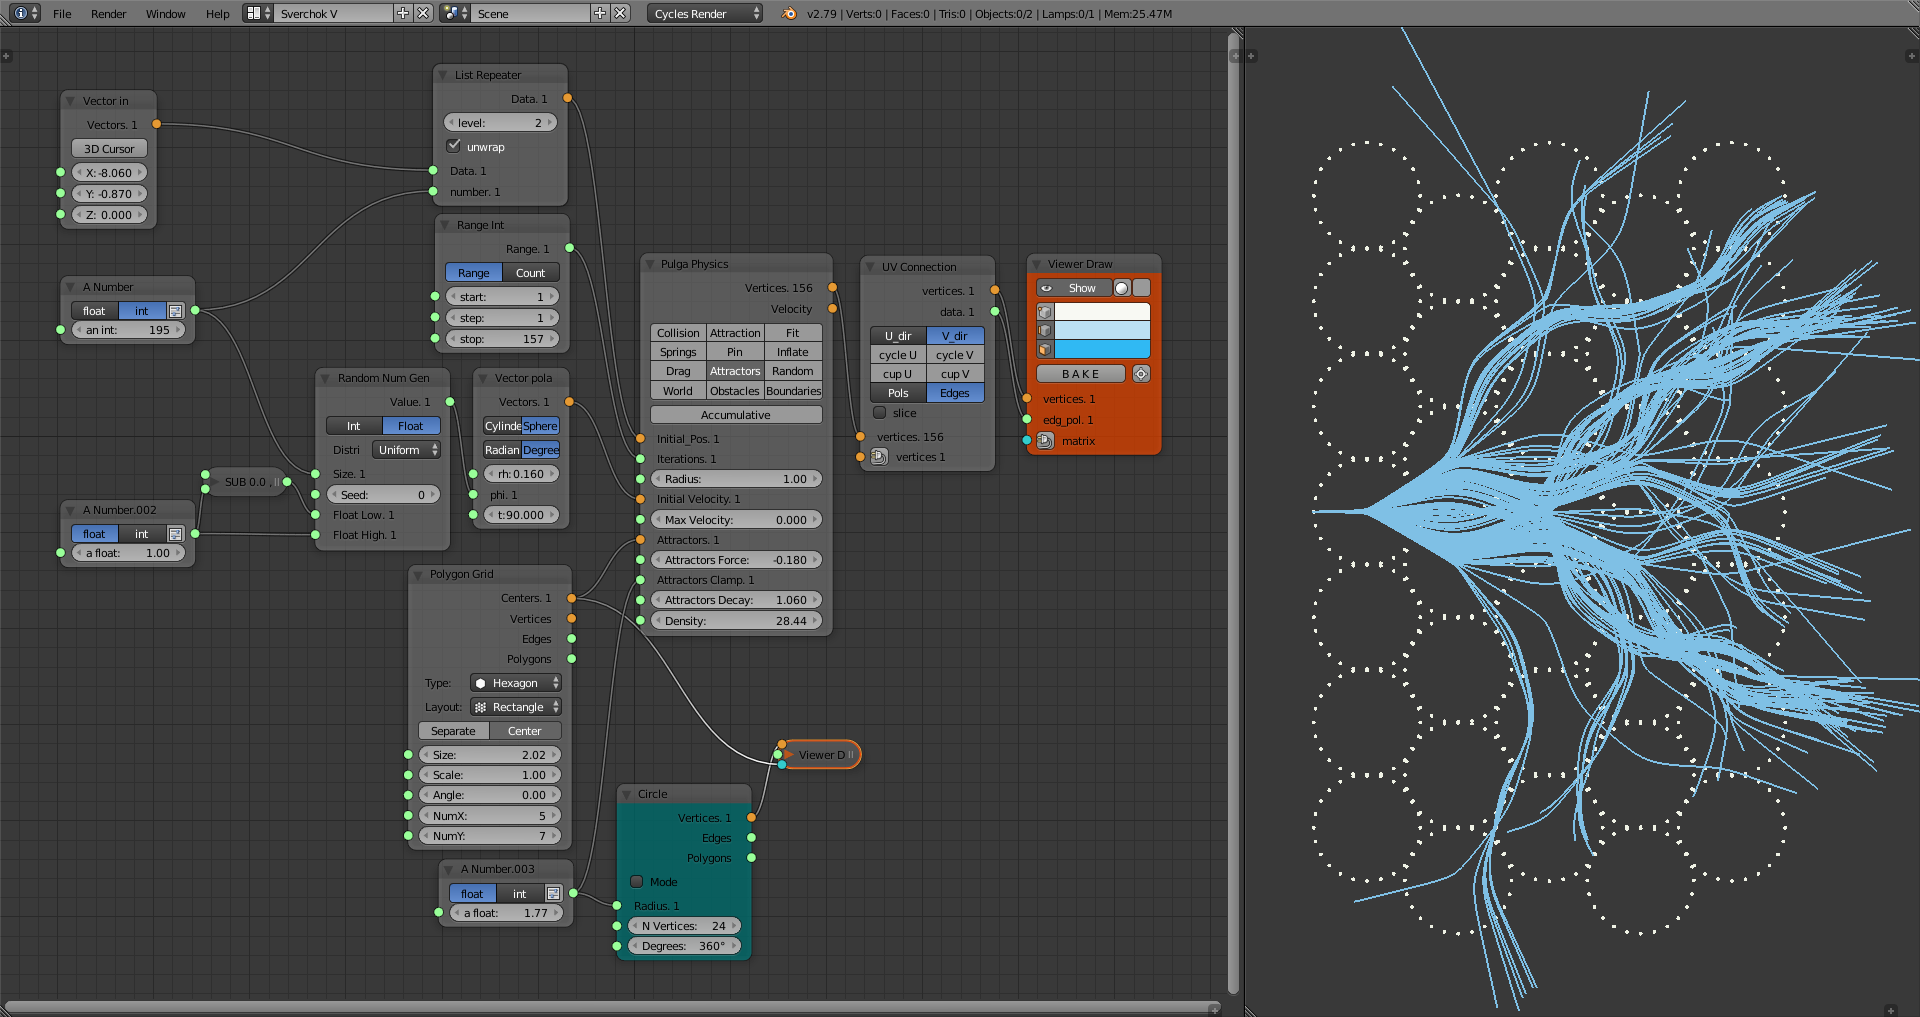 File Render Window Help Sverchok V Scene Cycles Render v2.79 | Verts:0 | Faces:0 | Tris:0 | Objects:0/2 | Lamps:0/1 | Mem:25.47M
Vector in
Vectors. 1
3D Cursor
X: -8.060
Y: -0.870
Z: 0.000
A Number
float int
an int: 195
A Number.002
float int
a float: 1.00
SUB 0.0 ,
List Repeater
Data. 1
level: 2
unwrap
Data. 1
number. 1
Range Int
Range. 1
Range Count
start: 1
step: 1
stop: 157
Random Num Gen
Value. 1
Int Float
Distri Uniform
Size. 1
Seed: 0
Float Low. 1
Float High. 1
Vector pola
Vectors. 1
Cylinde Sphere
Radian Degree
rh: 0.160
phi. 1
t: 90.000
Polygon Grid
Centers. 1
Vertices
Edges
Polygons
Type: Hexagon
Layout: Rectangle
Separate Center
Size: 2.02
Scale: 1.00
Angle: 0.00
NumX: 5
NumY: 7
A Number.003
float int
a float: 1.77
Pulga Physics
Vertices. 156
Velocity
Collision Attraction Fit
Springs Pin Inflate
Drag Attractors Random
World Obstacles Boundaries
Accumulative
Initial_Pos. 1
Iterations. 1
Radius: 1.00
Initial Velocity. 1
Max Velocity: 0.000
Attractors. 1
Attractors Force: -0.180
Attractors Clamp. 1
Attractors Decay: 1.060
Density: 28.44
UV Connection
vertices. 1
data. 1
U_dir V_dir
cycle U cycle V
cup U cup V
Pols Edges
slice
vertices. 156
vertices 1
Viewer Draw
Show
BAKE
vertices. 1
edg_pol. 1
matrix
Viewer D
Circle
Vertices. 1
Edges
Polygons
Mode
Radius. 1
N Vertices: 24
Degrees: 360°